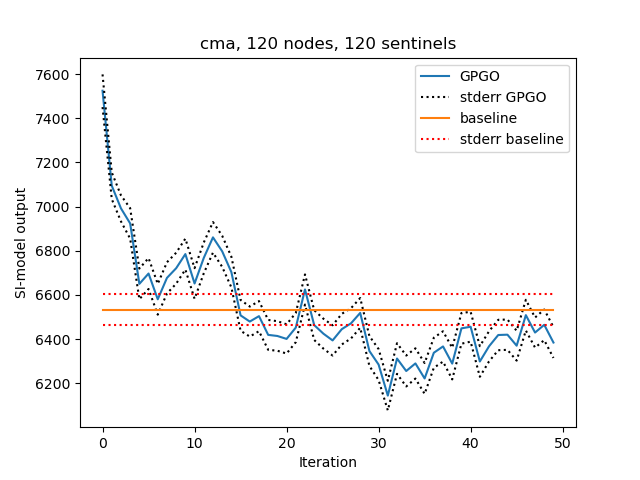 cma, 120 nodes, 120 sentinels
SI-model output
7600
7400
7200
7000
6800
6600
6400
6200
GPGO
stderr GPGO
baseline
stderr baseline
0 10 20 30 40 50
Iteration